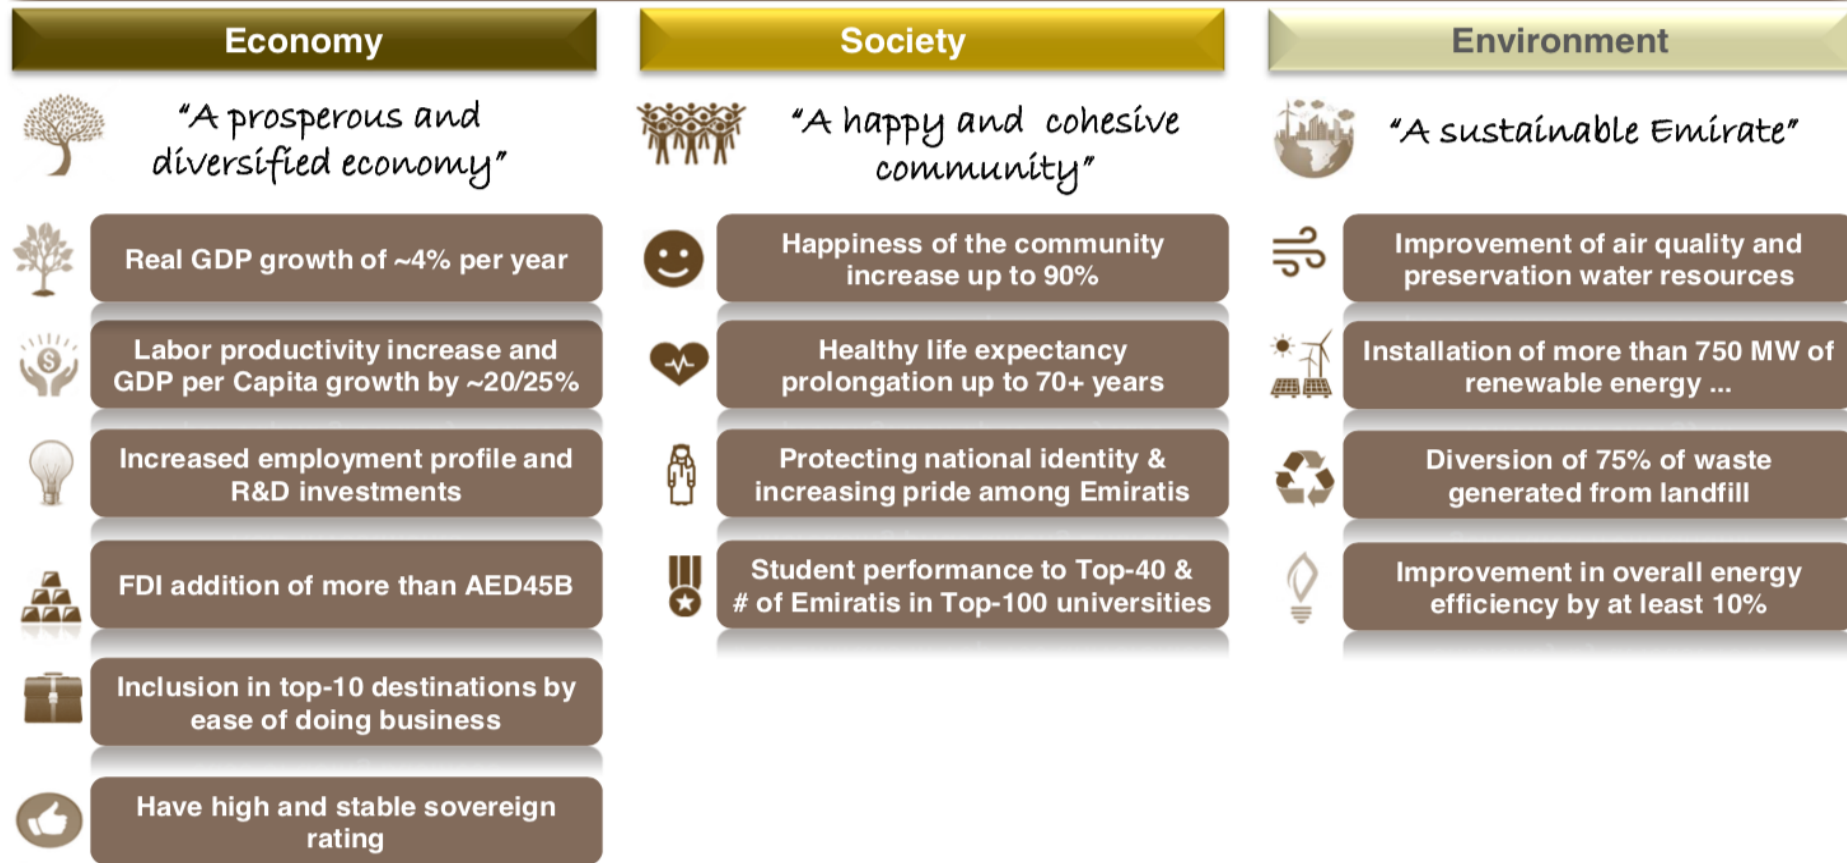 Economy
"A prosperous and
diversified economy"
Real GDP growth of ~4% per year
Labor productivity increase and
GDP per Capita growth by ~20/25%
Increased employment profile and
R&D investments
FDI addition of more than AED45B
Inclusion in top-10 destinations by
ease of doing business
Have high and stable sovereign
rating
Society
"A happy and cohesive
community"
Happiness of the community
increase up to 90%
Healthy life expectancy
prolongation up to 70+ years
Protecting national identity &
increasing pride among Emiratis
Student performance to Top-40 &
# of Emiratis in Top-100 universities
Environment
"A sustainable Emirate"
Improvement of air quality and
preservation water resources
Installation of more than 750 MW of
renewable energy ...
Diversion of 75% of waste
generated from landfill
Improvement in overall energy
efficiency by at least 10%